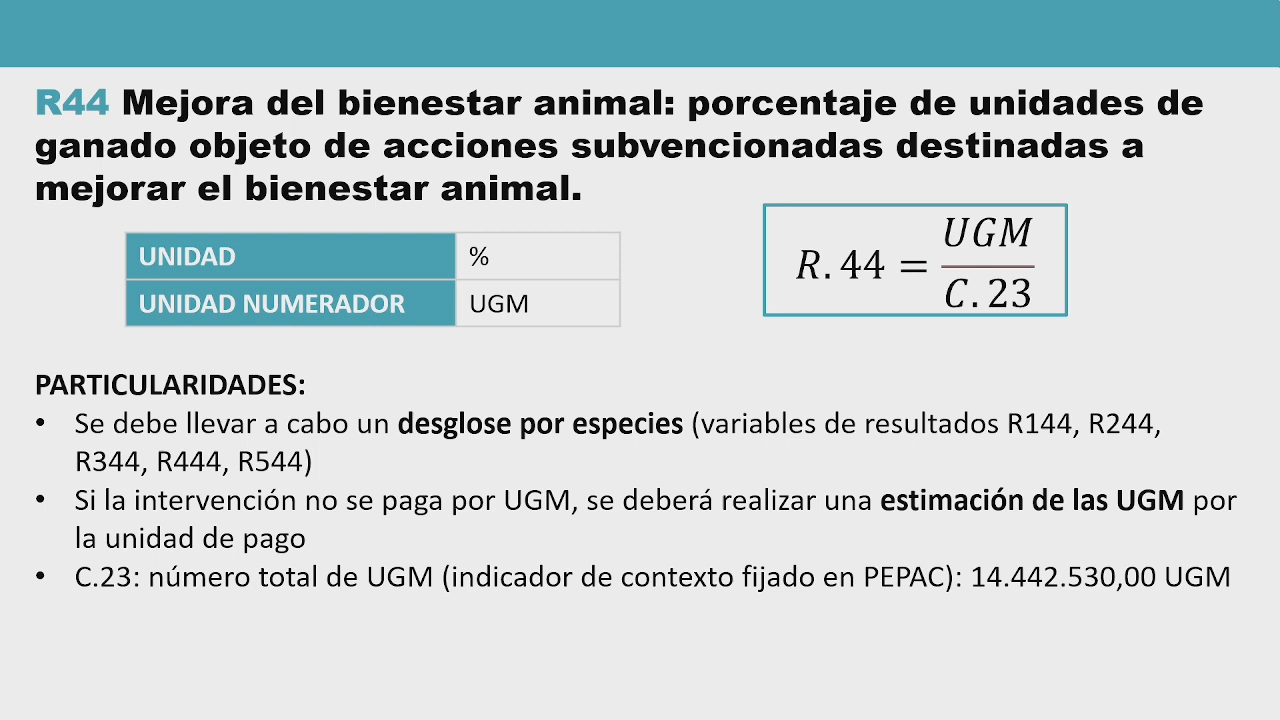 R44 Mejora del bienestar animal: porcentaje de unidades de
ganado objeto de acciones subvencionadas destinadas a
mejorar el bienestar animal.
UNIDAD %
UNIDAD NUMERADOR UGM
R.44 = UGM / C.23
PARTICULARIDADES:
• Se debe llevar a cabo un desglose por especies (variables de resultados R144, R244,
R344, R444, R544)
• Si la intervención no se paga por UGM, se deberá realizar una estimación de las UGM por
la unidad de pago
• C.23: número total de UGM (indicador de contexto fijado en PEPAC): 14.442.530,00 UGM